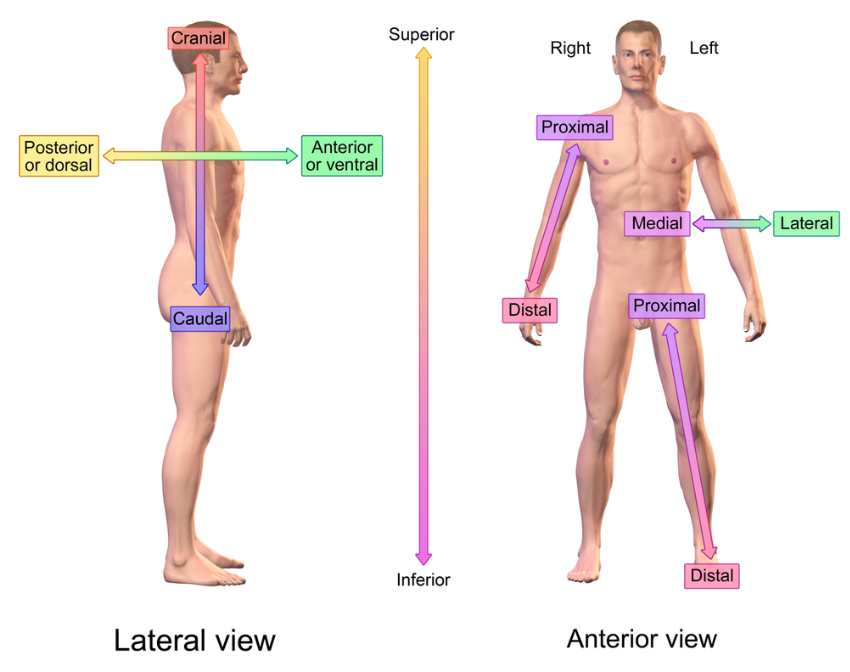 Cranial
Superior
Right
Left
Posterior
or dorsal
Anterior
or ventral
Proximal
Medial
Lateral
Caudal
Distal
Proximal
Inferior
Distal
Lateral view
Anterior view